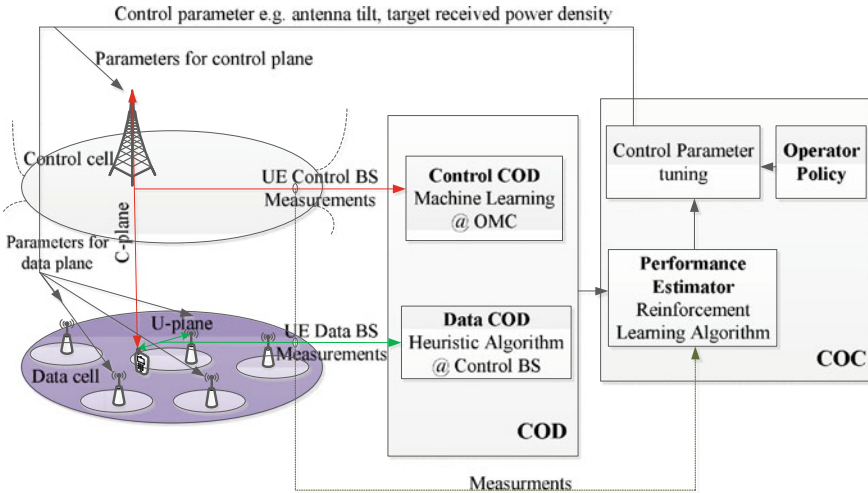 Control parameter e.g. antenna tilt, target received power density
Parameters for control plane
Control cell
UE Control BS
Measurements
C-plane
Parameters for
data plane
U-plane
UE Data BS
Measurements
Data cell
Control COD
Machine Learning
@ OMC
Data COD
Heuristic Algorithm
@ Control BS
COD
Control Parameter
tuning
Operator
Policy
Performance
Estimator
Reinforcement
Learning Algorithm
COC
Measurments